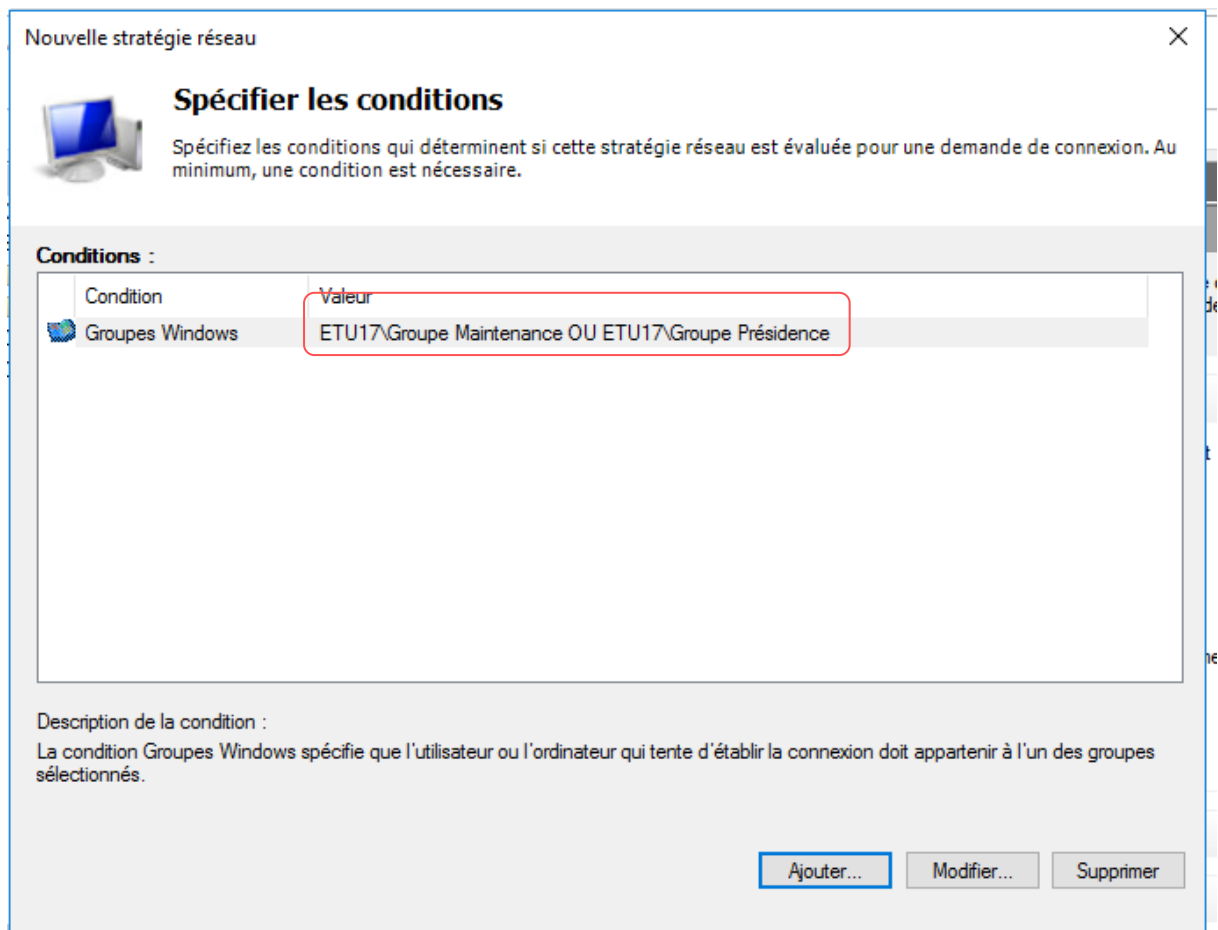 Nouvelle stratégie réseau
Spécifier les conditions
Spécifiez les conditions qui déterminent si cette stratégie réseau est évaluée pour une demande de connexion. Au
minimum, une condition est nécessaire.
Conditions :
Condition Valeur
Groupes Windows ETU17\Groupe Maintenance OU ETU17\Groupe Présidence
Description de la condition :
La condition Groupes Windows spécifie que l'utilisateur ou l'ordinateur qui tente d'établir la connexion doit appartenir à l'un des groupes
sélectionnés.
Ajouter... Modifier... Supprimer